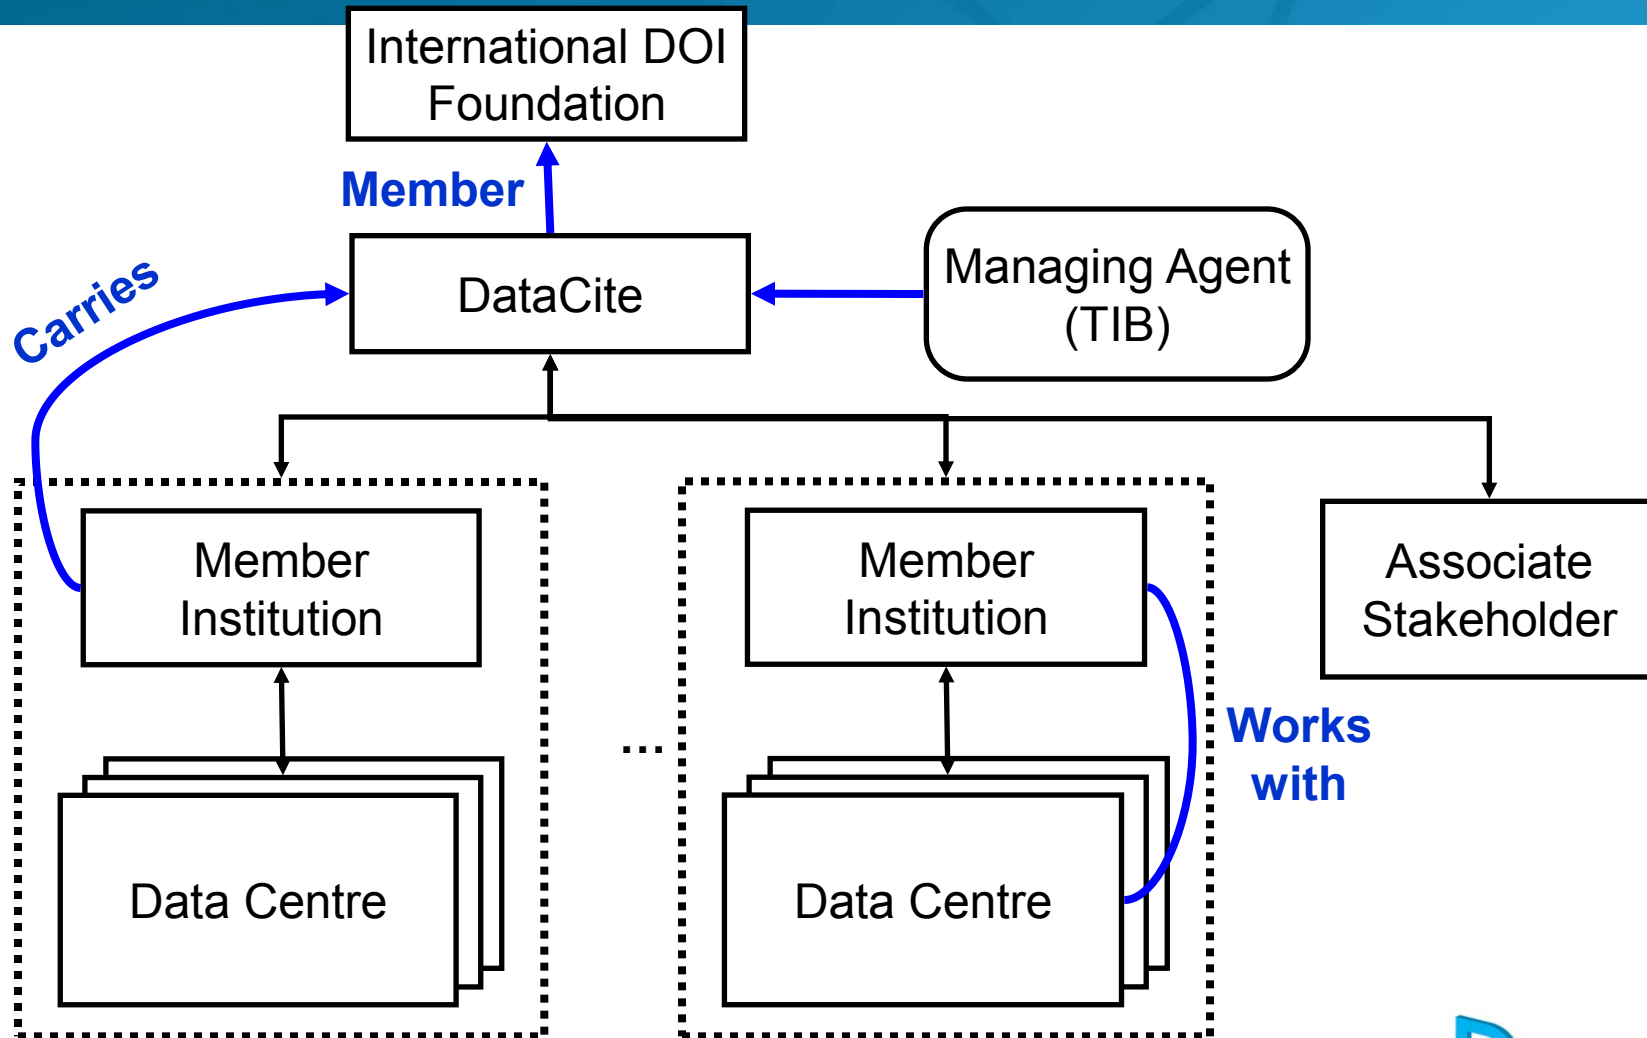 International DOI
Foundation
Member
Carries
DataCite
Managing Agent
(TIB)
Member
Institution
Member
Institution
Associate
Stakeholder
...
Works
with
Data Centre
Data Centre